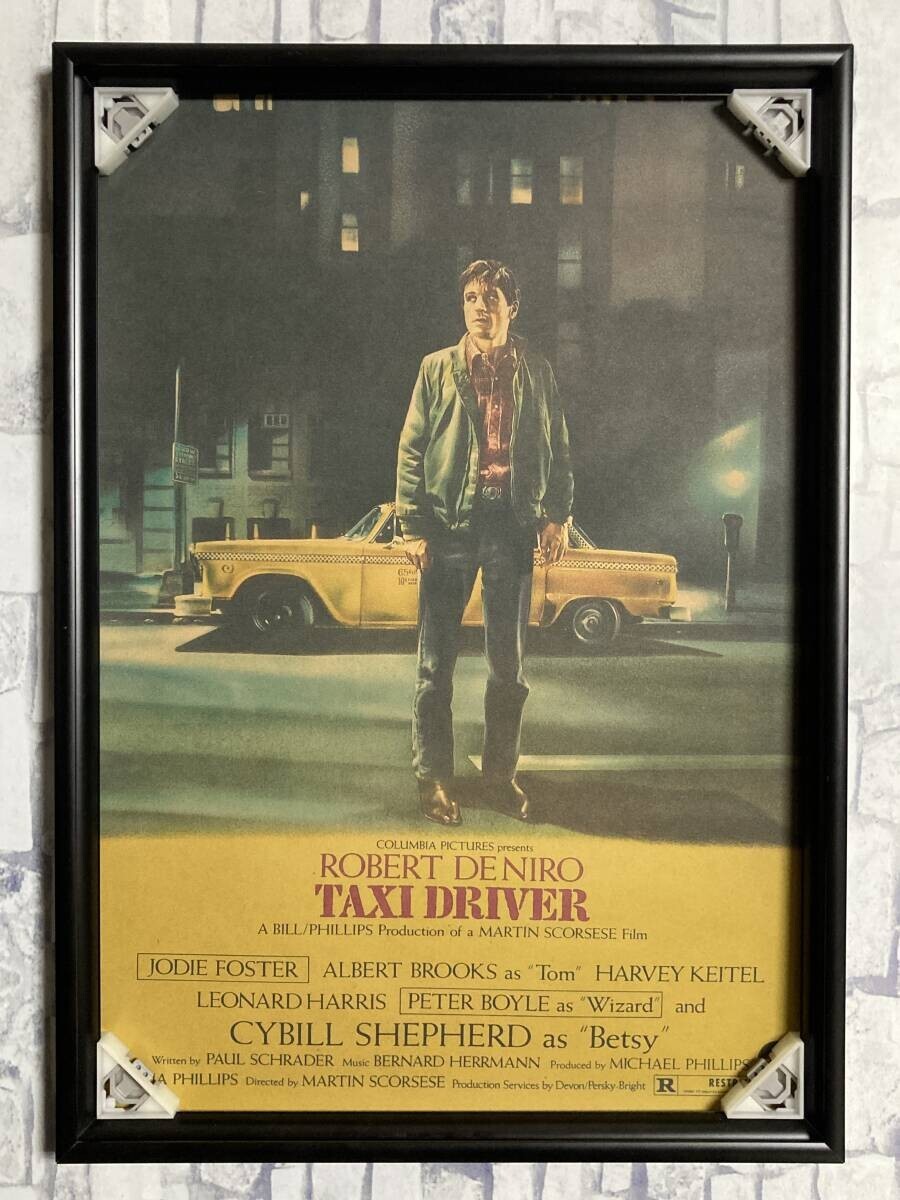 COLUMBIA PICTURES presents
ROBERT DE NIRO
TAXI DRIVER
A BILL/PHILLIPS Production of a MARTIN SCORSESE Film
JODIE FOSTER ALBERT BROOKS as "Tom" HARVEY KEITEL
LEONARD HARRIS PETER BOYLE as "Wizard" and
CYBILL SHEPHERD as "Betsy"
Written by PAUL SCHRADER Music BERNARD HERRMANN Produced by MICHAEL PHILLIPS
PHILLIPS Directed by MARTIN SCORSESE Production Services by Devon/Persky-Bright R